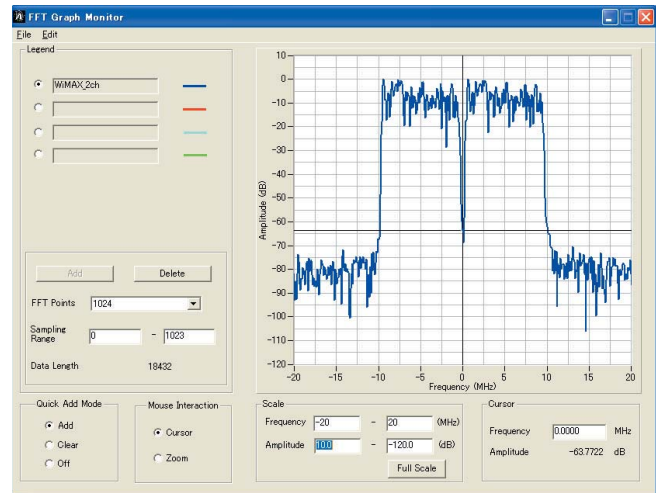 FFT Graph Monitor
File Edit
Legend
WiMAX_2ch
Add Delete
FFT Points 1024
Sampling Range 0 - 1023
Data Length 18432
Quick Add Mode
Add
Clear
Off
Mouse Interaction
Cursor
Zoom
10
0
-10
-20
-30
-40
-50
-60
-70
-80
-90
-100
-110
-120
Amplitude (dB)
-20 -15 -10 -5 0 5 10 15 20
Frequency (MHz)
Scale
Frequency -20 - 20 (MHz)
Amplitude 10.0 - -120.0 (dB)
Full Scale
Cursor
Frequency 0.0000 MHz
Amplitude -63.7722 dB